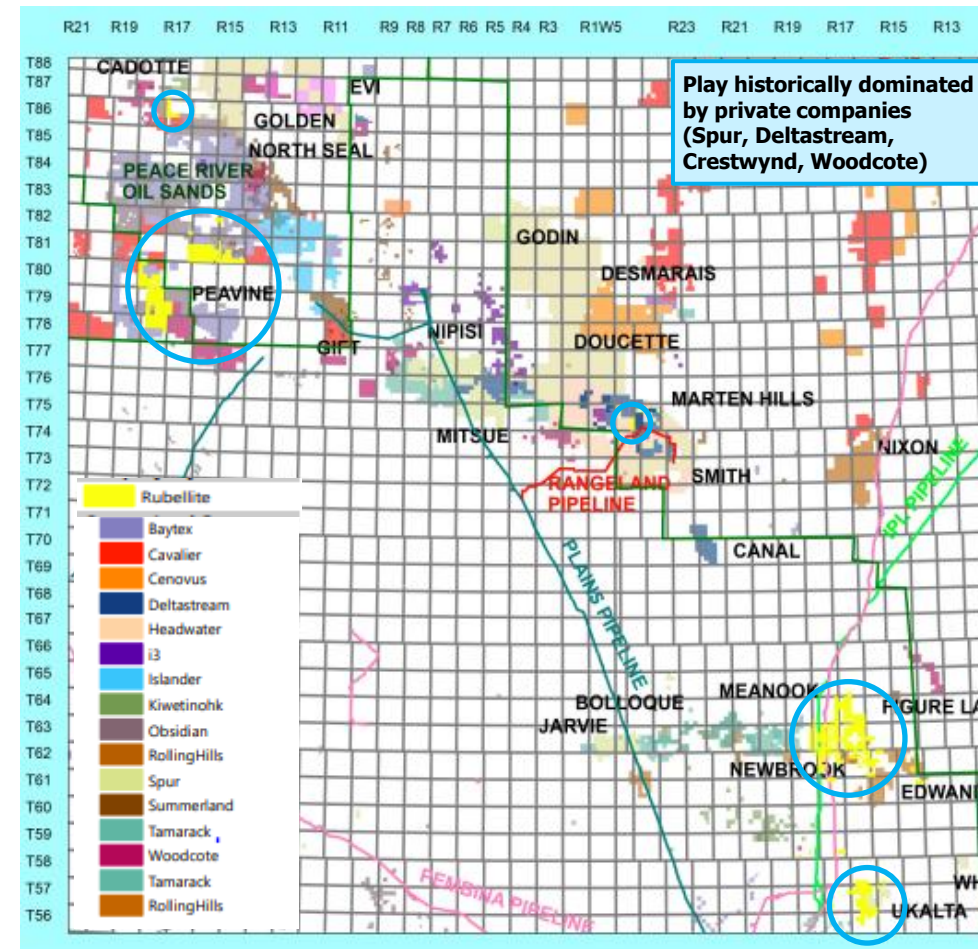 R21 R19 R17 R15 R13 R11 R9 R8 R7 R6 R5 R4 R3 R1W5 R23 R21 R19 R17 R15 R13
Play historically dominated
by private companies
(Spur, Deltastream,
Crestwynd, Woodcote)
T88
T87
T86
T85
T84
T83
T82
T81
T80
T79
T78
T77
T76
T75
T74
T73
T72
T71
T70
T69
T68
T67
T66
T65
T64
T63
T62
T61
T60
T59
T58
T57
T56
CADOTTE
EVI
GOLDEN
NORTH SEAL
PEACE RIVER
OIL SANDS
GODIN
DESMARAIS
PEAVINE
NIPISI
DOUCETTE
GIFT
MARTEN HILLS
MITSUE
NIXON
SMITH
RANGELAND
PIPELINE
IPL PIPELINE
CANAL
PLAINS PIPELINE
MEANOOK
BOLLOQUE
FIGURE LA
JARVIE
NEWBROOK
EDWAN
PEMBINA PIPELINE
WH
UKALTA
Rubellite
Baytex
Cavalier
Cenovus
Deltastream
Headwater
i3
Islander
Kiwetinohk
Obsidian
RollingHills
Spur
Summerland
Tamarack
Woodcote
Tamarack
RollingHills